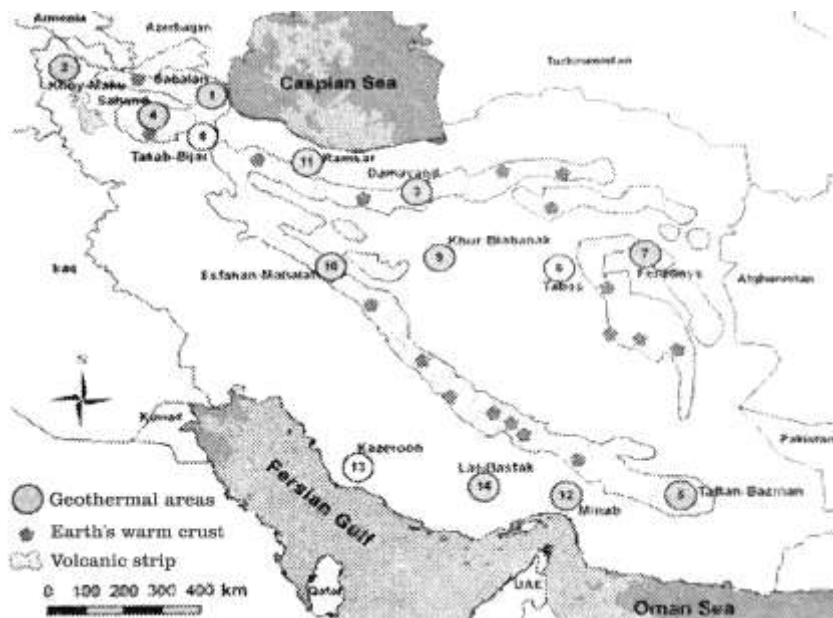 Armenia
Azerbaijan
Turkmenistan
Caspian Sea
2
Khoy-Maku
Sabalan
1
Sahand
4
8
Takab-Bijar
11
Ramsar
Damavand
3
Khur Biabanak
9
6
Tabas
7
Ferdows
Iraq
10
Esfahan-Mahalat
Afghanistan
S
Kuwait
Kazeroon
13
Persian Gulf
Lar-Bastak
14
12
Minab
5
Taftan-Bazman
Pakistan
Geothermal areas
Earth's warm crust
Volcanic strip
0 100 200 300 400 km
Qatar
UAE
Oman Sea